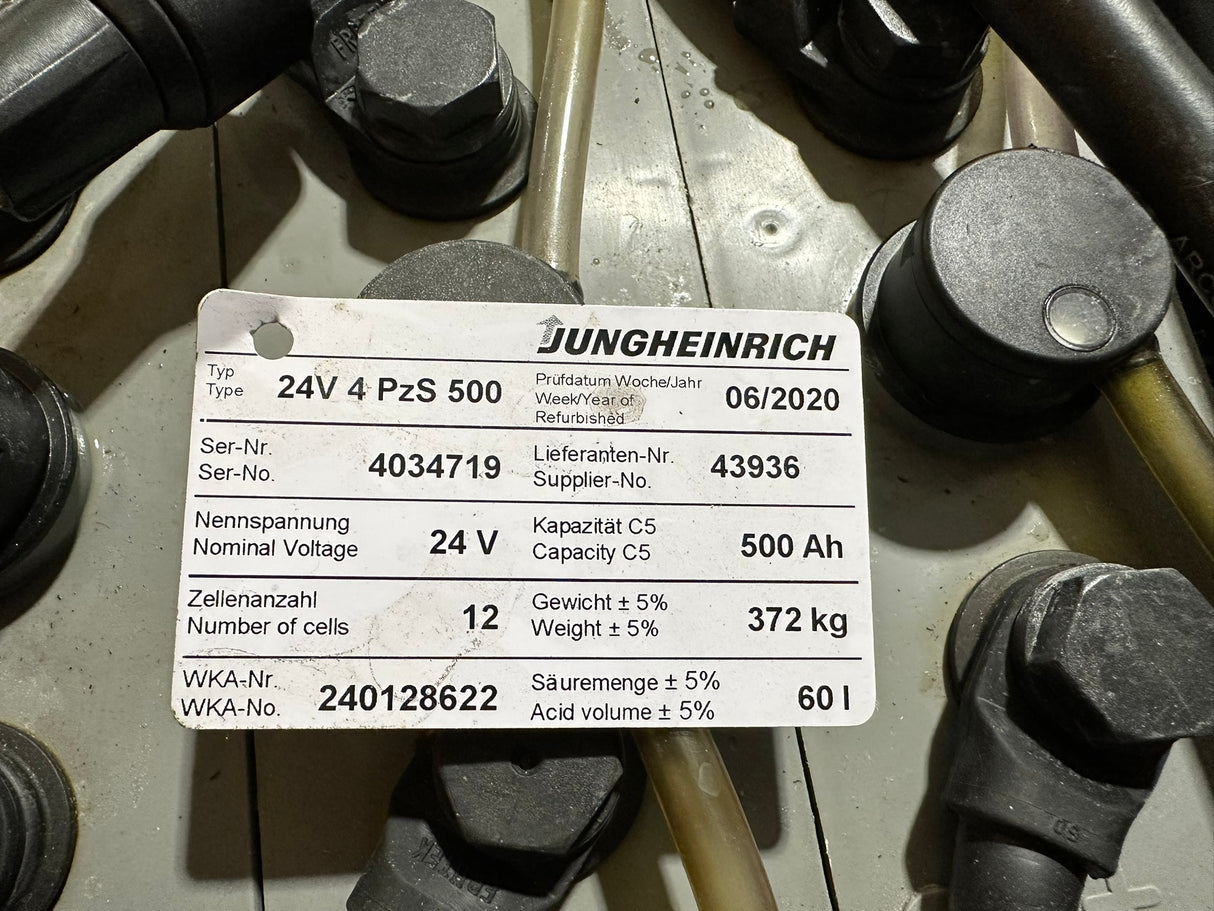 JUNGHEINRICH
Typ
Type
24V 4 PzS 500
Prüfdatum Woche/Jahr
Week/Year of
Refurbished
06/2020
Ser-Nr.
Ser-No.
4034719
Lieferanten-Nr.
Supplier-No.
43936
Nennspannung
Nominal Voltage
24 V
Kapazität C5
Capacity C5
500 Ah
Zellenanzahl
Number of cells
12
Gewicht ± 5%
Weight ± 5%
372 kg
WKA-Nr.
WKA-No.
240128622
Säuremenge ± 5%
Acid volume ± 5%
60 l